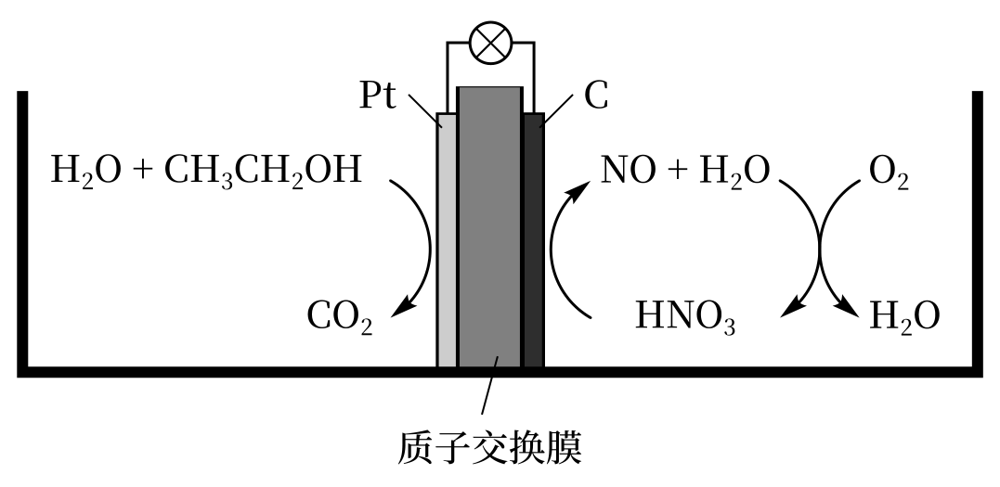 Pt
C
H₂O + CH₃CH₂OH
NO + H₂O
O₂
CO₂
HNO₃
H₂O
质子交换膜